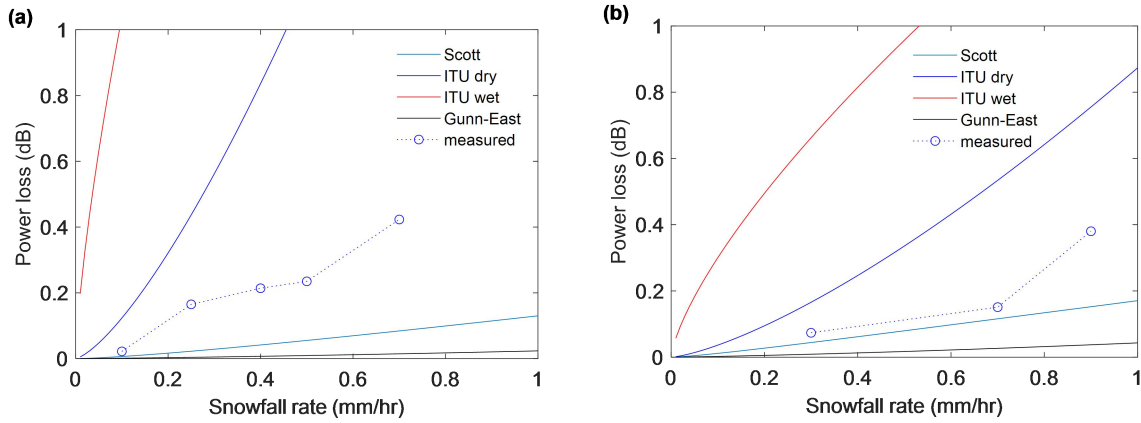 (a)
1
0.8
0.6
0.4
0.2
0
Power loss (dB)
Scott
ITU dry
ITU wet
Gunn-East
measured
0 0.2 0.4 0.6 0.8 1
Snowfall rate (mm/hr)
(b)
1
0.8
0.6
0.4
0.2
0
Power loss (dB)
Scott
ITU dry
ITU wet
Gunn-East
measured
0 0.2 0.4 0.6 0.8 1
Snowfall rate (mm/hr)